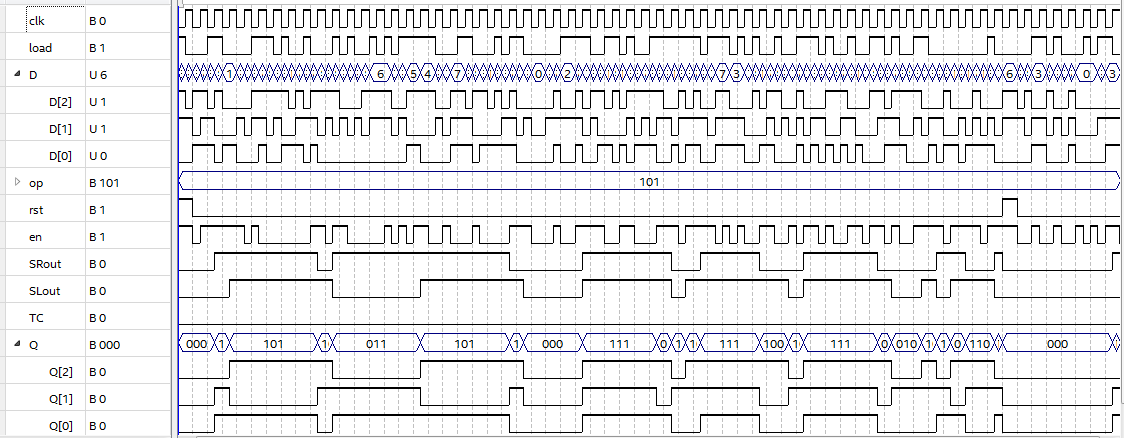 clk B 0
load B 1
D U 6 1 6 5 4 7 0 2 7 3 6 3 0 3
D[2] U 1
D[1] U 1
D[0] U 0
op B 101 101
rst B 1
en B 1
SRout B 0
SLout B 0
TC B 0
Q B 000 000 1 101 1 011 101 1 000 111 0 1 1 111 100 1 111 0 010 1 1 0 110 000
Q[2] B 0
Q[1] B 0
Q[0] B 0